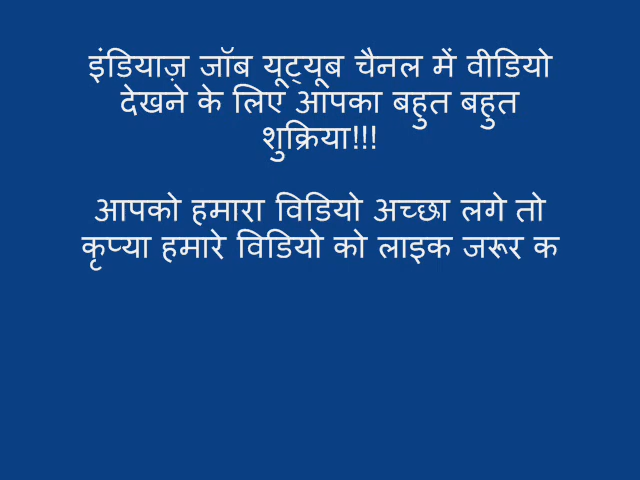 इंडियाज़ जॉब यूट्यूब चैनल में वीडियो
देखने के लिए आपका बहुत बहुत
शुक्रिया!!!
आपको हमारा विडियो अच्छा लगे तो
कृप्या हमारे विडियो को लाइक जरूर क